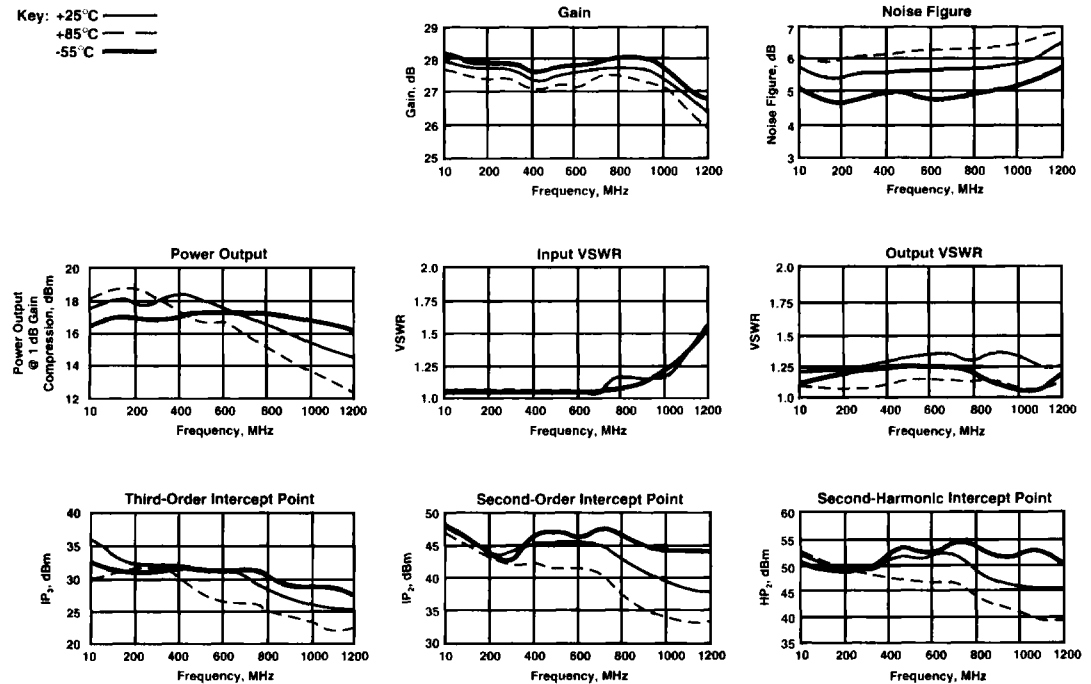 Key: +25°C
+85°C
-55°C
Gain
Gain, dB
29
28
27
26
25
10 200 400 600 800 1000 1200
Frequency, MHz
Noise Figure
Noise Figure, dB
7
6
5
4
3
10 200 400 600 800 1000 1200
Frequency, MHz
Power Output
Power Output
@ 1 dB Gain
Compression, dBm
20
18
16
14
12
10 200 400 600 800 1000 1200
Frequency, MHz
Input VSWR
VSWR
2.0
1.75
1.5
1.25
1.0
10 200 400 600 800 1000 1200
Frequency, MHz
Output VSWR
VSWR
2.0
1.75
1.5
1.25
1.0
10 200 400 600 800 1000 1200
Frequency, MHz
Third-Order Intercept Point
IP3, dBm
40
35
30
25
20
10 200 400 600 800 1000 1200
Frequency, MHz
Second-Order Intercept Point
IP2, dBm
50
45
40
35
30
10 200 400 600 800 1000 1200
Frequency, MHz
Second-Harmonic Intercept Point
HP2, dBm
60
55
50
45
40
35
10 200 400 600 800 1000 1200
Frequency, MHz